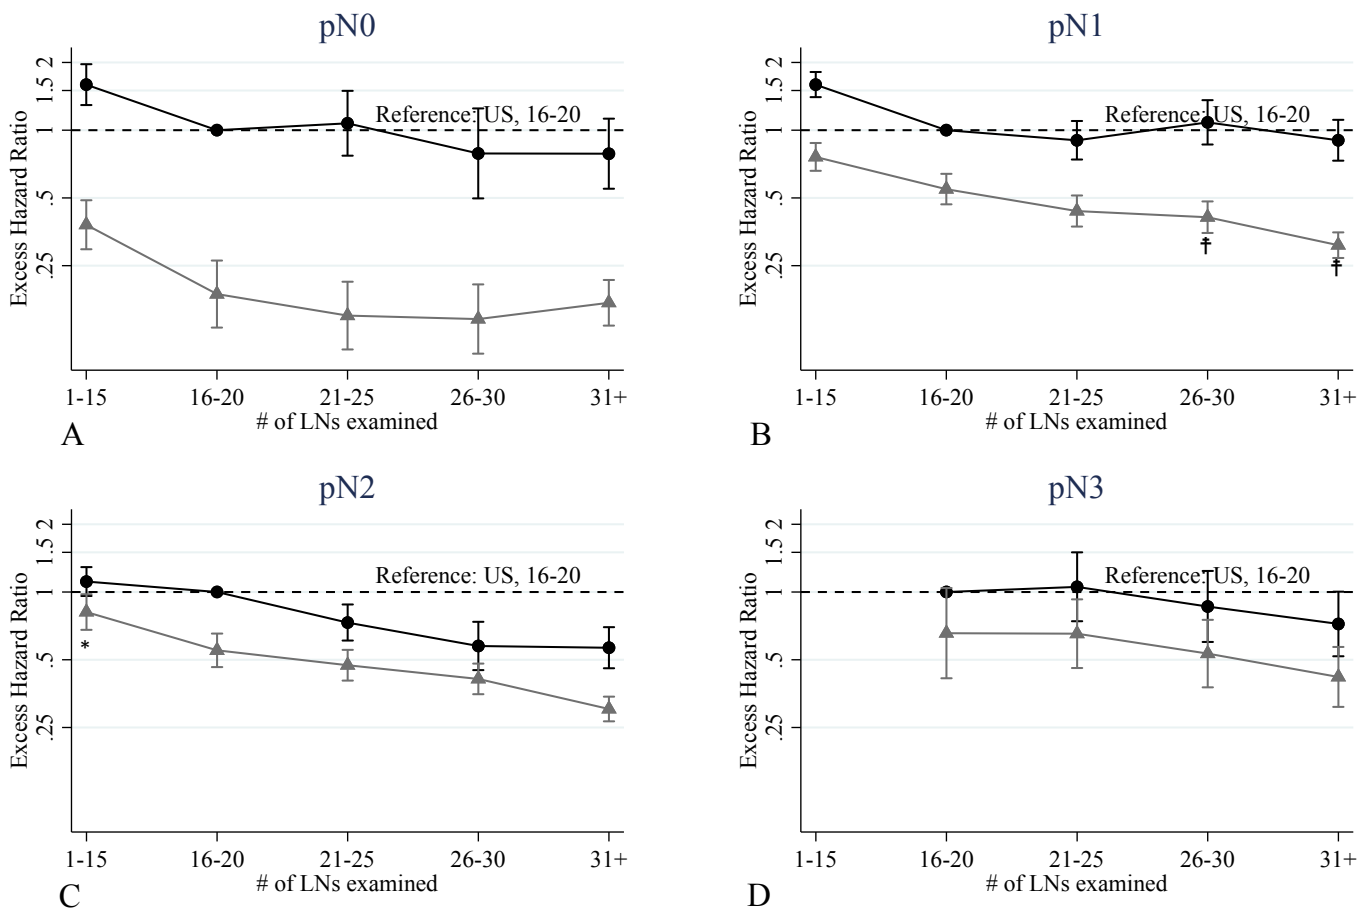 pN0
Excess Hazard Ratio
2
1.5
1
.5
.25
Reference: US, 16-20
1-15 16-20 21-25 26-30 31+
# of LNs examined
A
pN1
Excess Hazard Ratio
2
1.5
1
.5
.25
Reference: US, 16-20
‡
‡
1-15 16-20 21-25 26-30 31+
# of LNs examined
B
pN2
Excess Hazard Ratio
2
1.5
1
.5
.25
Reference: US, 16-20
*
1-15 16-20 21-25 26-30 31+
# of LNs examined
C
pN3
Excess Hazard Ratio
2
1.5
1
.5
.25
Reference: US, 16-20
1-15 16-20 21-25 26-30 31+
# of LNs examined
D